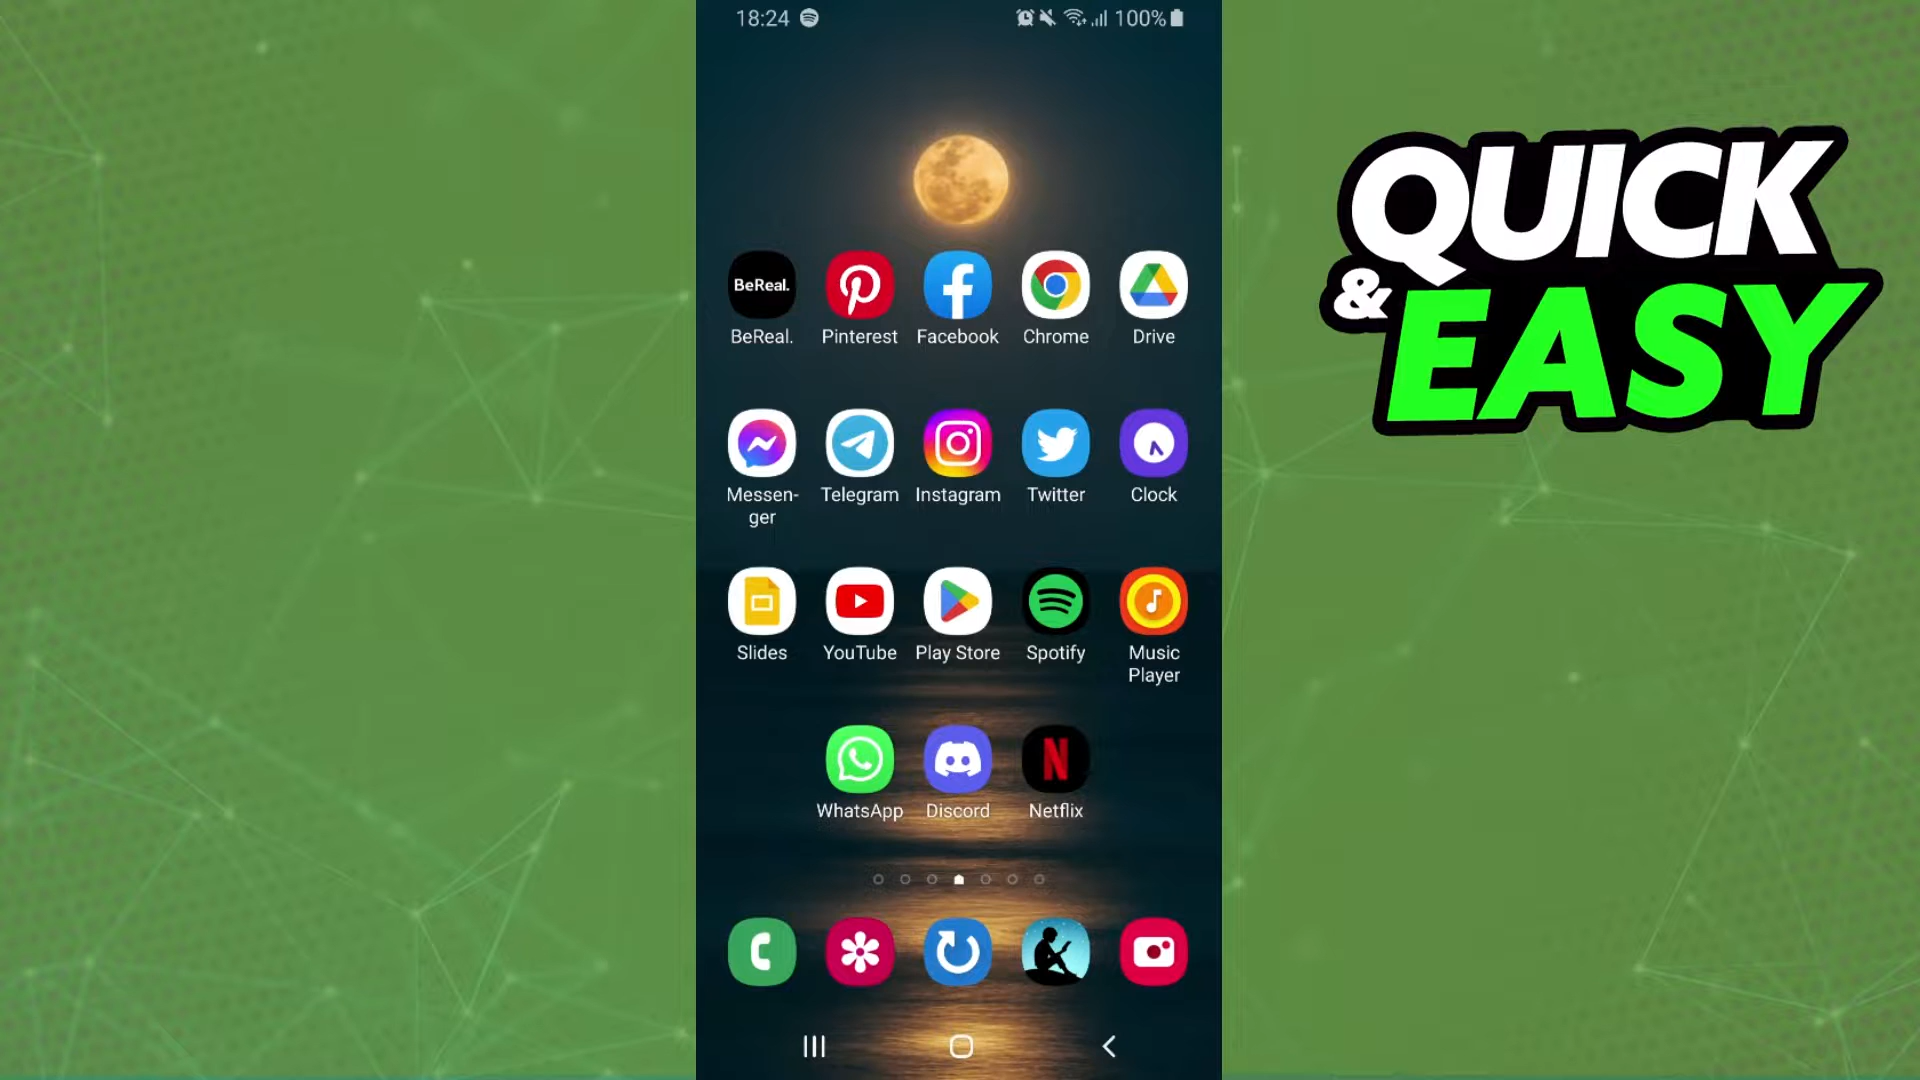 18:24 100%
QUICK
& EASY
BeReal.
BeReal. Pinterest Facebook Chrome Drive
Messen-
ger Telegram Instagram Twitter Clock
Slides YouTube Play Store Spotify Music
Player
N
WhatsApp Discord Netflix